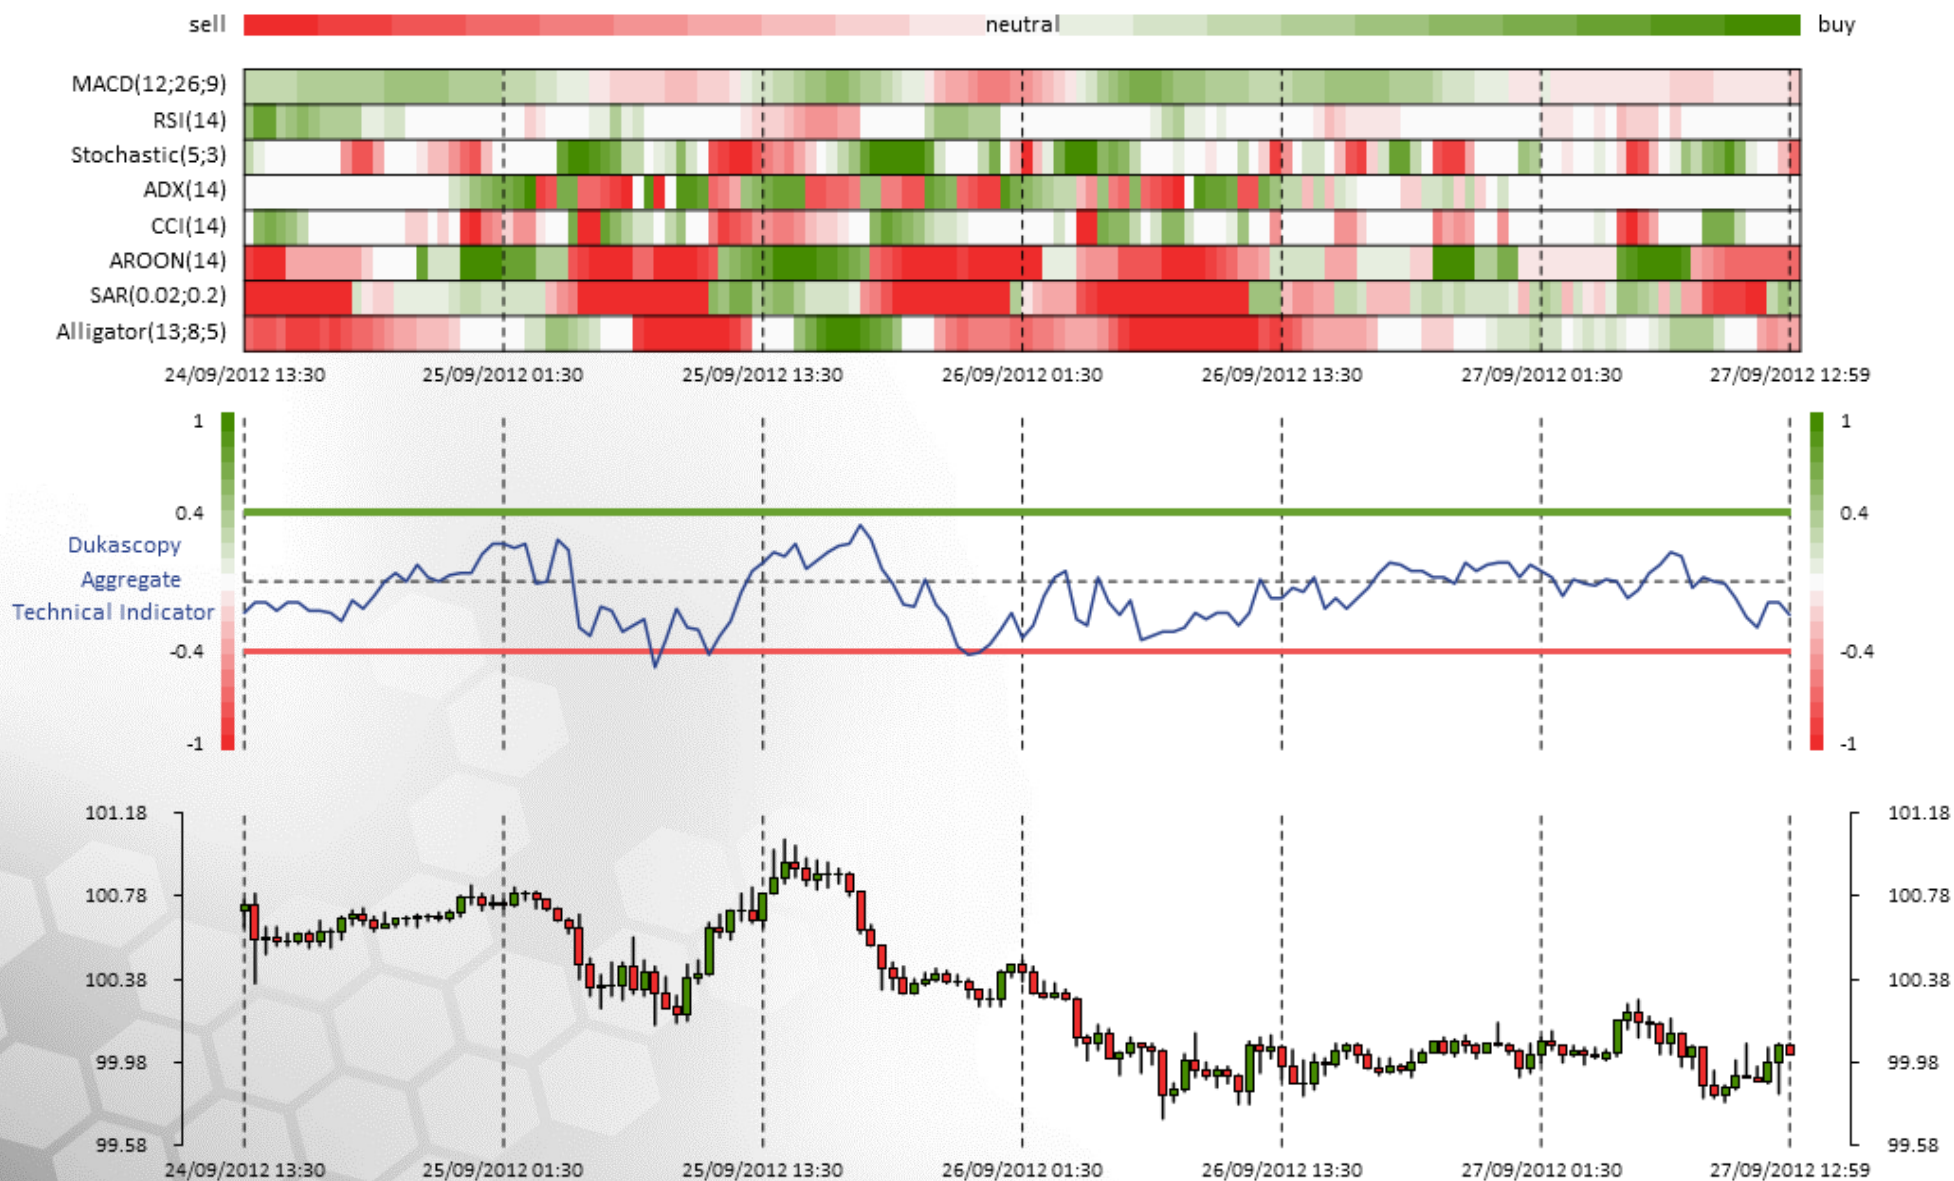 sell neutral buy
MACD(12;26;9)
RSI(14)
Stochastic(5;3)
ADX(14)
CCI(14)
AROON(14)
SAR(0.02;0.2)
Alligator(13;8;5)
24/09/2012 13:30 25/09/2012 01:30 25/09/2012 13:30 26/09/2012 01:30 26/09/2012 13:30 27/09/2012 01:30 27/09/2012 12:59
1 1
0.4 0.4
Dukascopy
Aggregate
Technical Indicator
-0.4 -0.4
-1 -1
101.18 101.18
100.78 100.78
100.38 100.38
99.98 99.98
99.58 99.58
24/09/2012 13:30 25/09/2012 01:30 25/09/2012 13:30 26/09/2012 01:30 26/09/2012 13:30 27/09/2012 01:30 27/09/2012 12:59